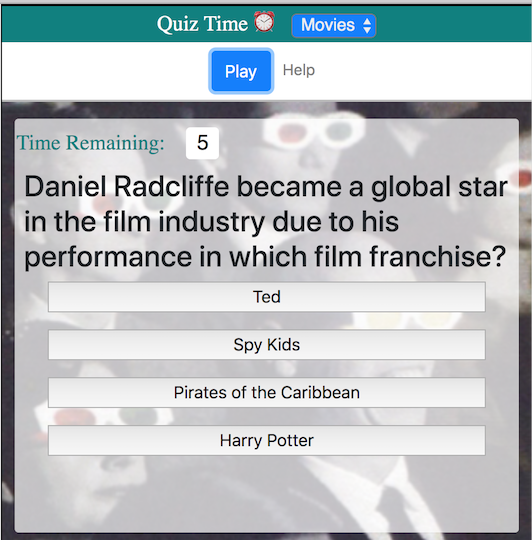 Quiz Time ⏰ Movies
Play Help
Time Remaining: 5
Daniel Radcliffe became a global star
in the film industry due to his
performance in which film franchise?
Ted
Spy Kids
Pirates of the Caribbean
Harry Potter